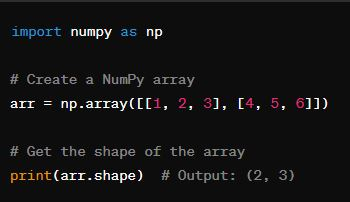 import numpy as np
# Create a NumPy array
arr = np.array([[1, 2, 3], [4, 5, 6]])
# Get the shape of the array
print(arr.shape)  # Output: (2, 3)